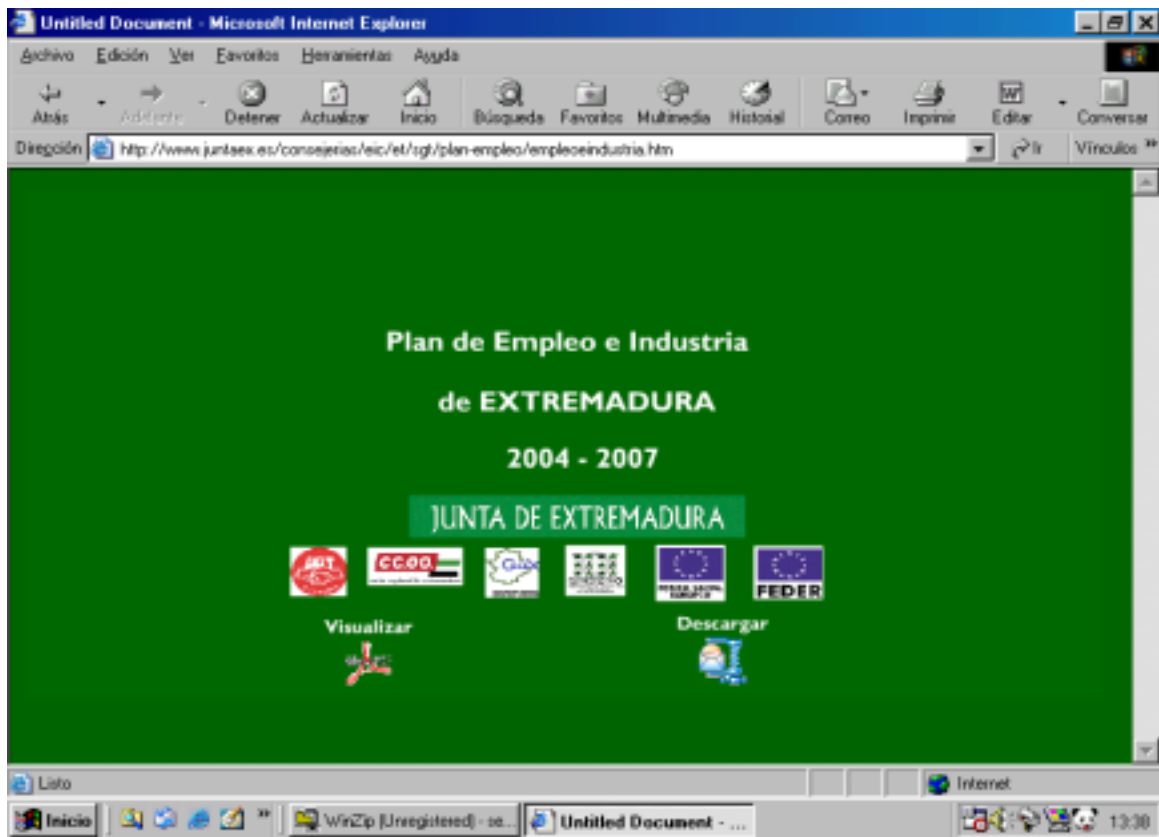 Untitled Document - Microsoft Internet Explorer
Archivo Edición Ver Favoritos Herramientas Ayuda
Atrás Adelante Detener Actualizar Inicio Búsqueda Favoritos Multimedia Historial Correo Imprimir Editar Conversar
Dirección http://www.juntaex.es/consejerias/eic/et/sgt/plan-empleo/empleoeindustria.htm Ir Vínculos »
Plan de Empleo e Industria
de EXTREMADURA
2004 - 2007
JUNTA DE EXTREMADURA
UGT CC.OO.
FEDER
Visualizar Descargar
Listo Internet
Inicio » WinZip (Unregistered) - se... Untitled Document - ... 13:38